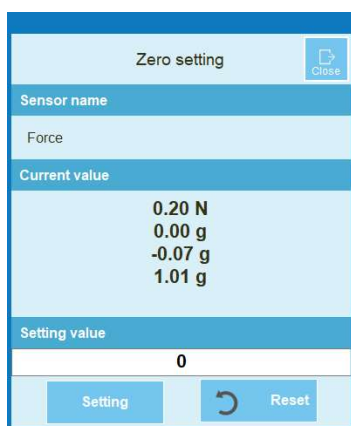 Zero setting
Close
Sensor name
Force
Current value
0.20 N
0.00 g
-0.07 g
1.01 g
Setting value
0
Setting
Reset